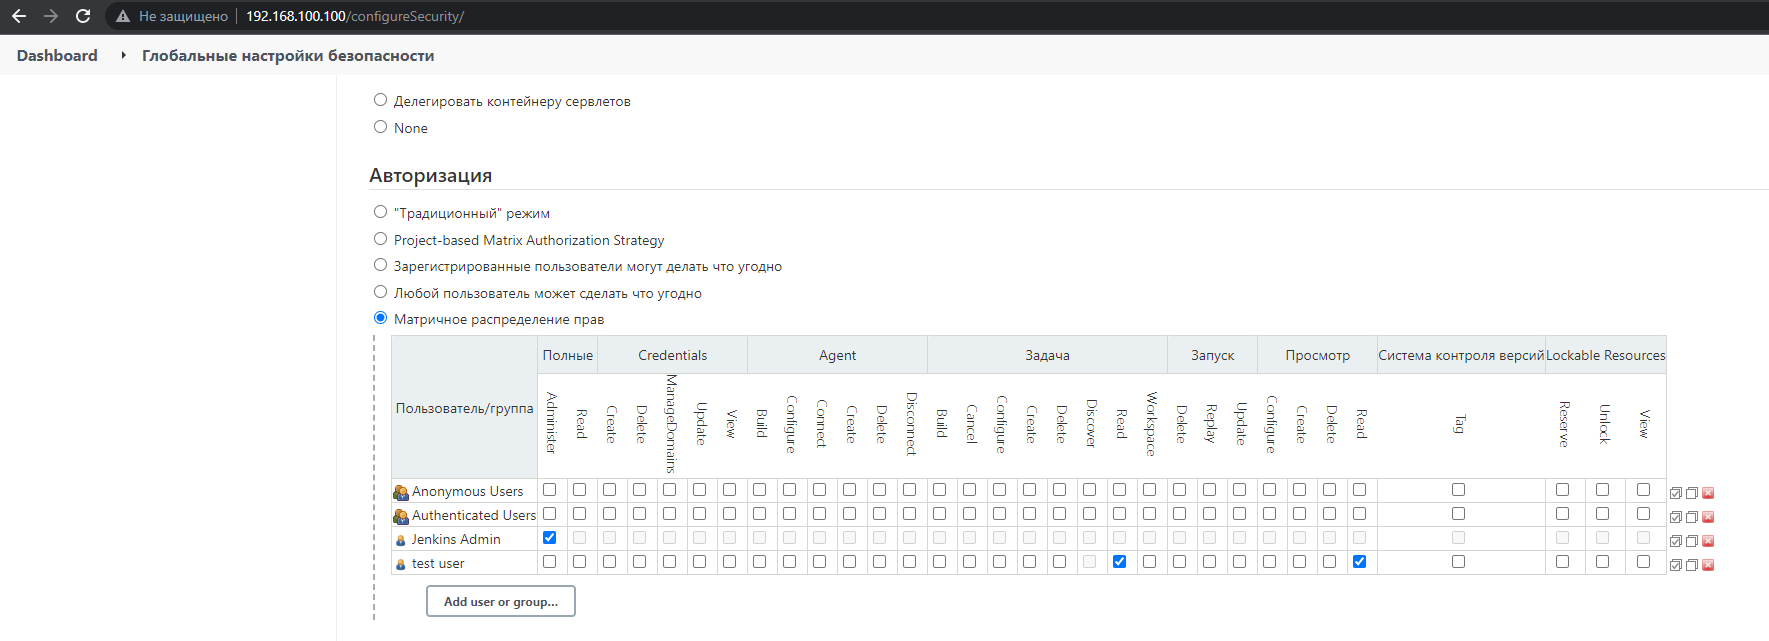 Не защищено 192.168.100.100/configureSecurity/
Dashboard Глобальные настройки безопасности
Делегировать контейнеру сервлетов
None
Авторизация
"Традиционный" режим
Project-based Matrix Authorization Strategy
Зарегистрированные пользователи могут делать что угодно
Любой пользователь может сделать что угодно
Матричное распределение прав
Пользователь/группа Полные Credentials Agent Задача Запуск Просмотр Система контроля версий Lockable Resources
Administer Read Create Delete ManageDomains Update View Build Configure Connect Create Delete Disconnect Build Cancel Configure Create Delete Discover Read Workspace Delete Replay Update Configure Create Delete Read Tag Reserve Unlock View
Anonymous Users
Authenticated Users
Jenkins Admin
test user
Add user or group...